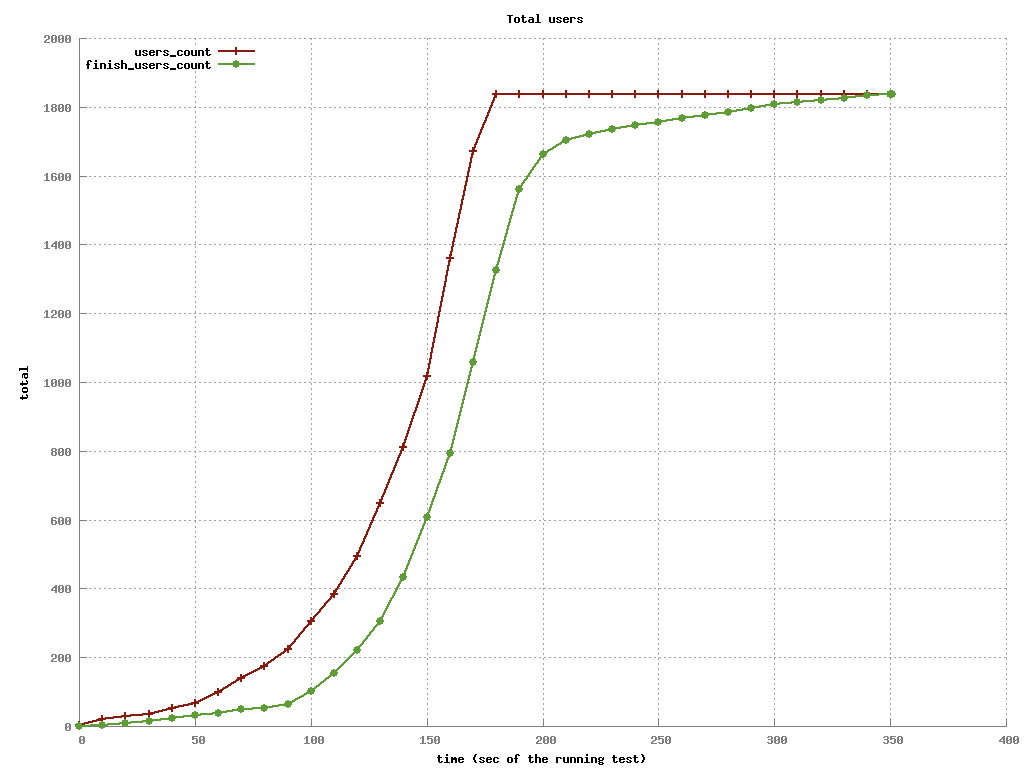 Total users
users_count
finish_users_count
2000
1800
1600
1400
1200
1000
800
600
400
200
0
total
0 50 100 150 200 250 300 350 400
time (sec of the running test)